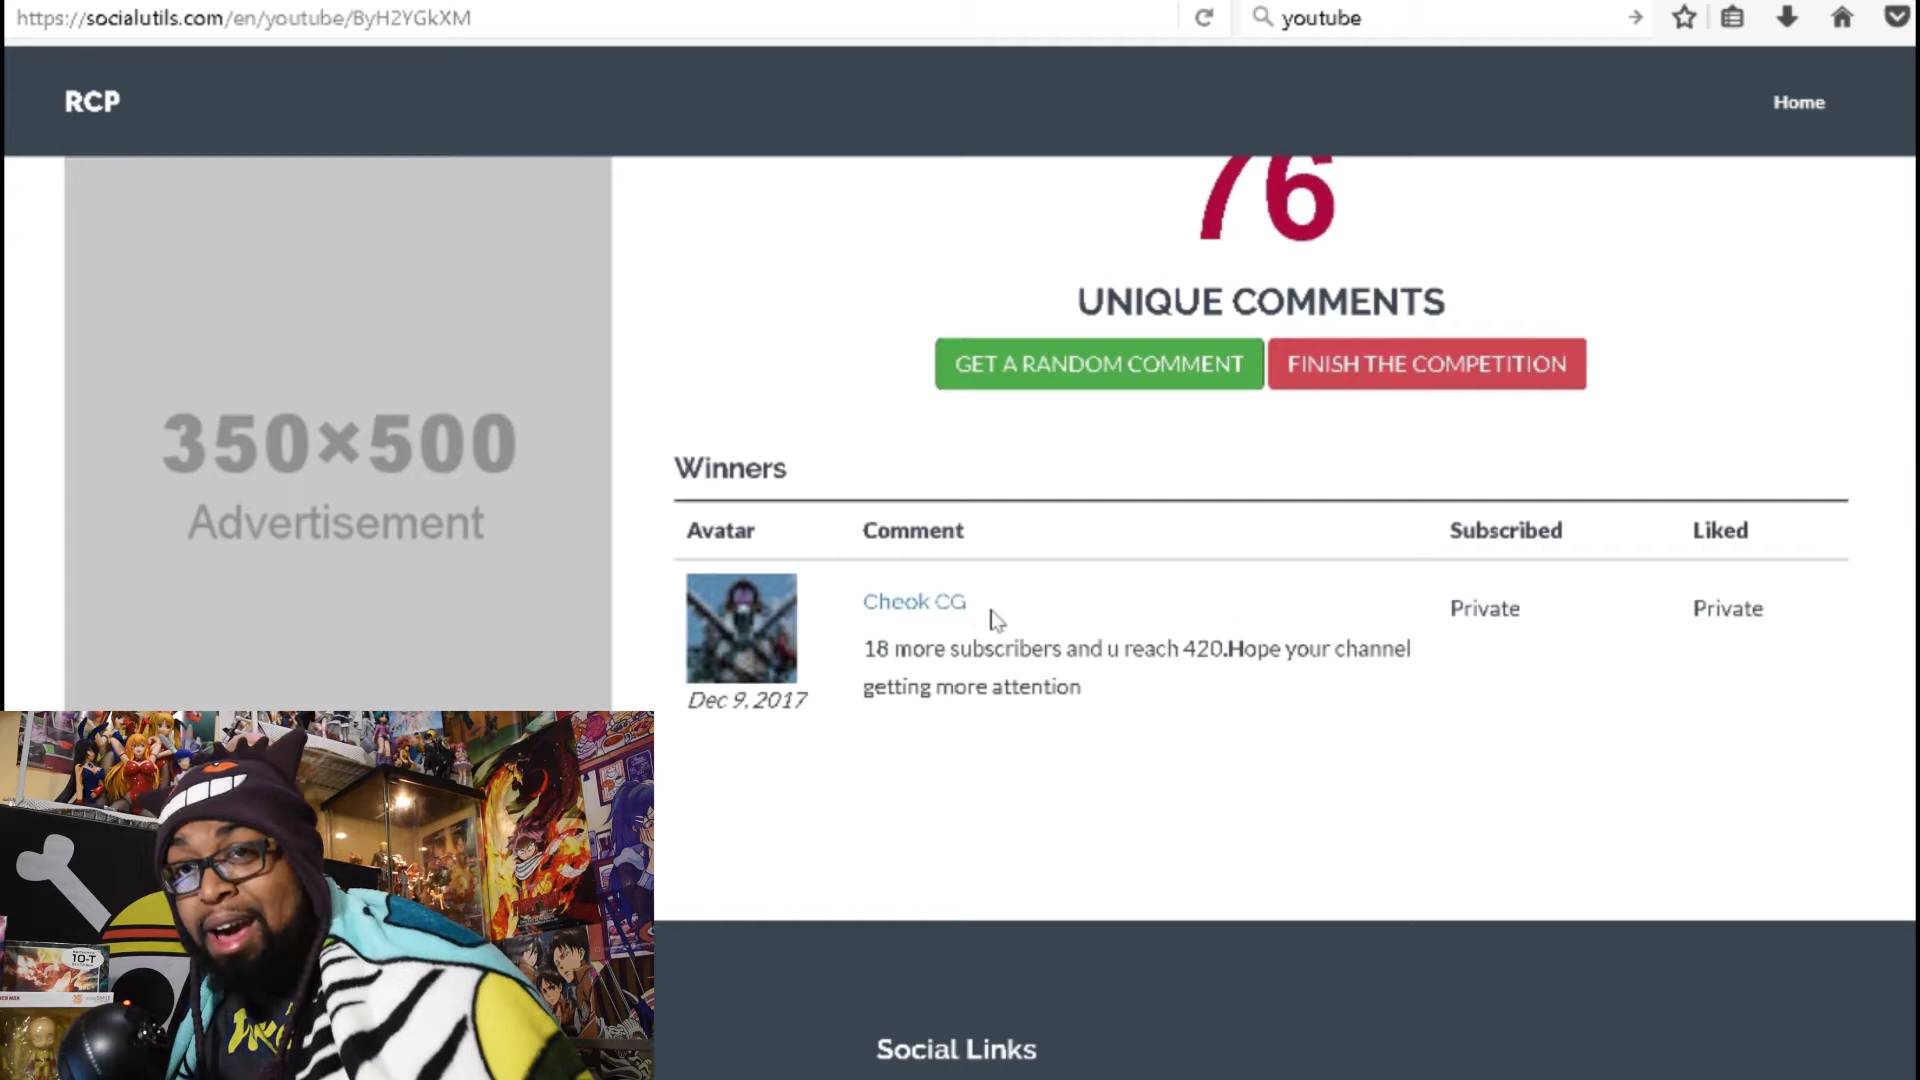 https://socialutils.com/en/youtube/ByH2YGkXM
youtube
RCP
Home
76
UNIQUE COMMENTS
GET A RANDOM COMMENT
FINISH THE COMPETITION
350×500
Advertisement
Winners
Avatar
Comment
Subscribed
Liked
Cheok CG
Private
Private
18 more subscribers and u reach 420.Hope your channel
getting more attention
Dec 9, 2017
10-T
Social Links